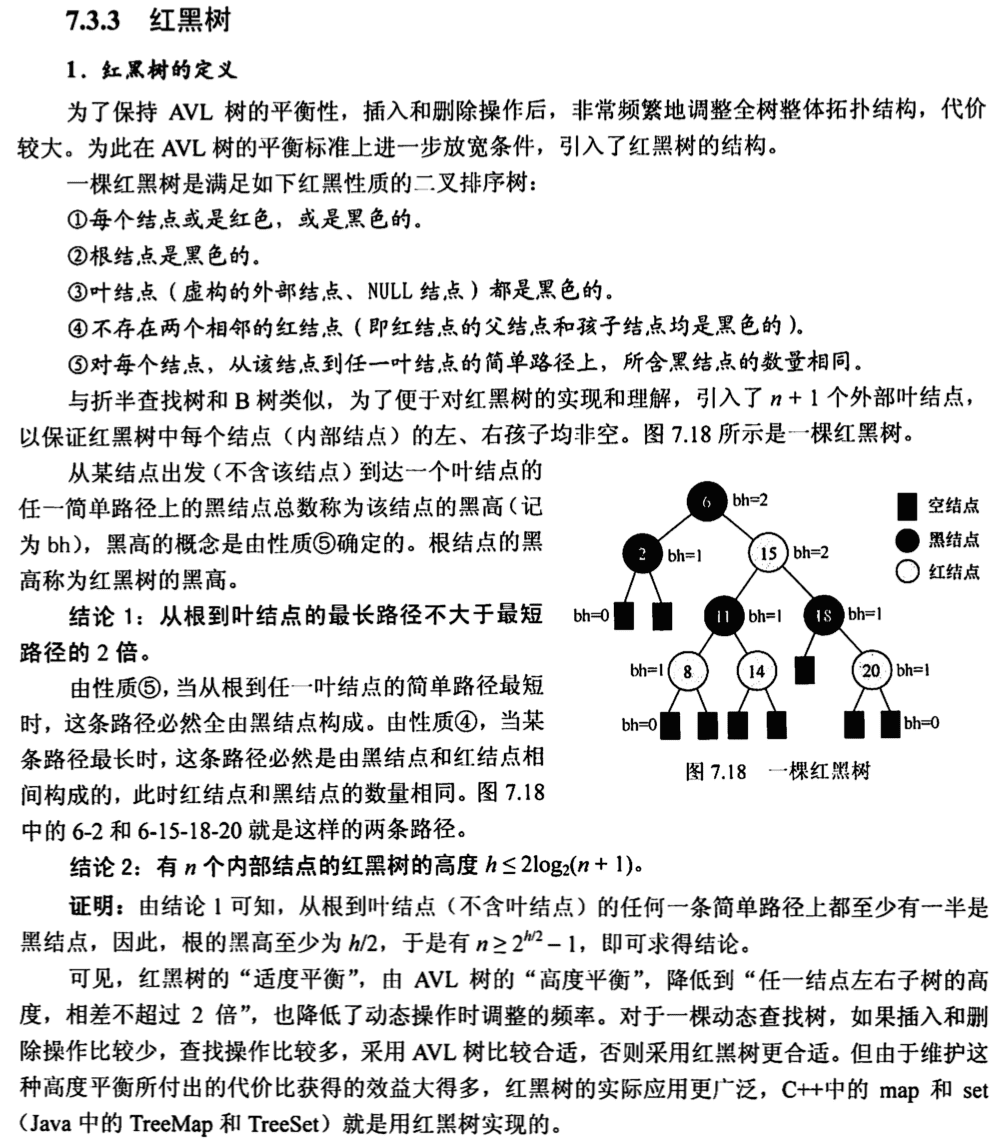 7.3.3 红黑树
1．红黑树的定义
为了保持 AVL 树的平衡性，插入和删除操作后，非常频繁地调整全树整体拓扑结构，代价
较大。为此在 AVL 树的平衡标准上进一步放宽条件，引入了红黑树的结构。
一棵红黑树是满足如下红黑性质的二叉排序树：
①每个结点或是红色，或是黑色的。
②根结点是黑色的。
③叶结点（虚构的外部结点、NULL 结点）都是黑色的。
④不存在两个相邻的红结点（即红结点的父结点和孩子结点均是黑色的）。
⑤对每个结点，从该结点到任一叶结点的简单路径上，所含黑结点的数量相同。
与折半查找树和 B 树类似，为了便于对红黑树的实现和理解，引入了 n + 1 个外部叶结点，
以保证红黑树中每个结点（内部结点）的左、右孩子均非空。图 7.18 所示是一棵红黑树。
从某结点出发（不含该结点）到达一个叶结点的
任一简单路径上的黑结点总数称为该结点的黑高（记
为 bh），黑高的概念是由性质⑤确定的。根结点的黑
高称为红黑树的黑高。
结论 1：从根到叶结点的最长路径不大于最短
路径的 2 倍。
由性质⑤，当从根到任一叶结点的简单路径最短
时，这条路径必然全由黑结点构成。由性质④，当某
条路径最长时，这条路径必然是由黑结点和红结点相
间构成的，此时红结点和黑结点的数量相同。图 7.18
中的 6-2 和 6-15-18-20 就是这样的两条路径。
6 bh=2
2 bh=1 15 bh=2
bh=0 11 bh=1 18 bh=1
bh=1 8 14 20 bh=1
bh=0 bh=0
空结点
黑结点
红结点
图 7.18 一棵红黑树
结论 2：有 n 个内部结点的红黑树的高度 h ≤ 2log₂(n + 1)。
证明：由结论 1 可知，从根到叶结点（不含叶结点）的任何一条简单路径上都至少有一半是
黑结点，因此，根的黑高至少为 h/2，于是有 n ≥ 2^{h/2} – 1，即可求得结论。
可见，红黑树的“适度平衡”，由 AVL 树的“高度平衡”，降低到“任一结点左右子树的高
度，相差不超过 2 倍”，也降低了动态操作时调整的频率。对于一棵动态查找树，如果插入和删
除操作比较少，查找操作比较多，采用 AVL 树比较合适，否则采用红黑树更合适。但由于维护这
种高度平衡所付出的代价比获得的效益大得多，红黑树的实际应用更广泛，C++中的 map 和 set
（Java 中的 TreeMap 和 TreeSet）就是用红黑树实现的。